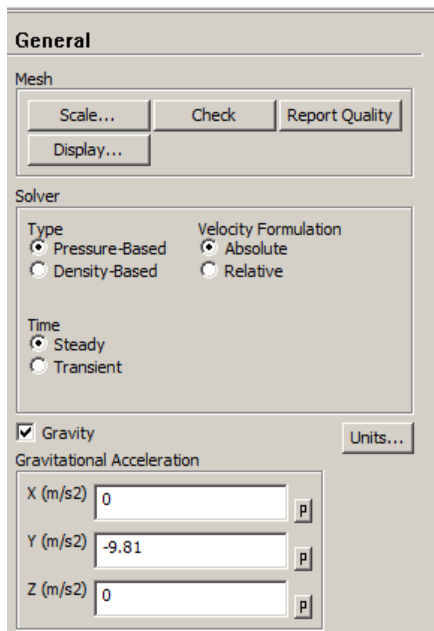 General
Mesh
Scale... Check Report Quality
Display...
Solver
Type Velocity Formulation
Pressure-Based Absolute
Density-Based Relative
Time
Steady
Transient
Gravity Units...
Gravitational Acceleration
X (m/s2) 0 P
Y (m/s2) -9.81 P
Z (m/s2) 0 P